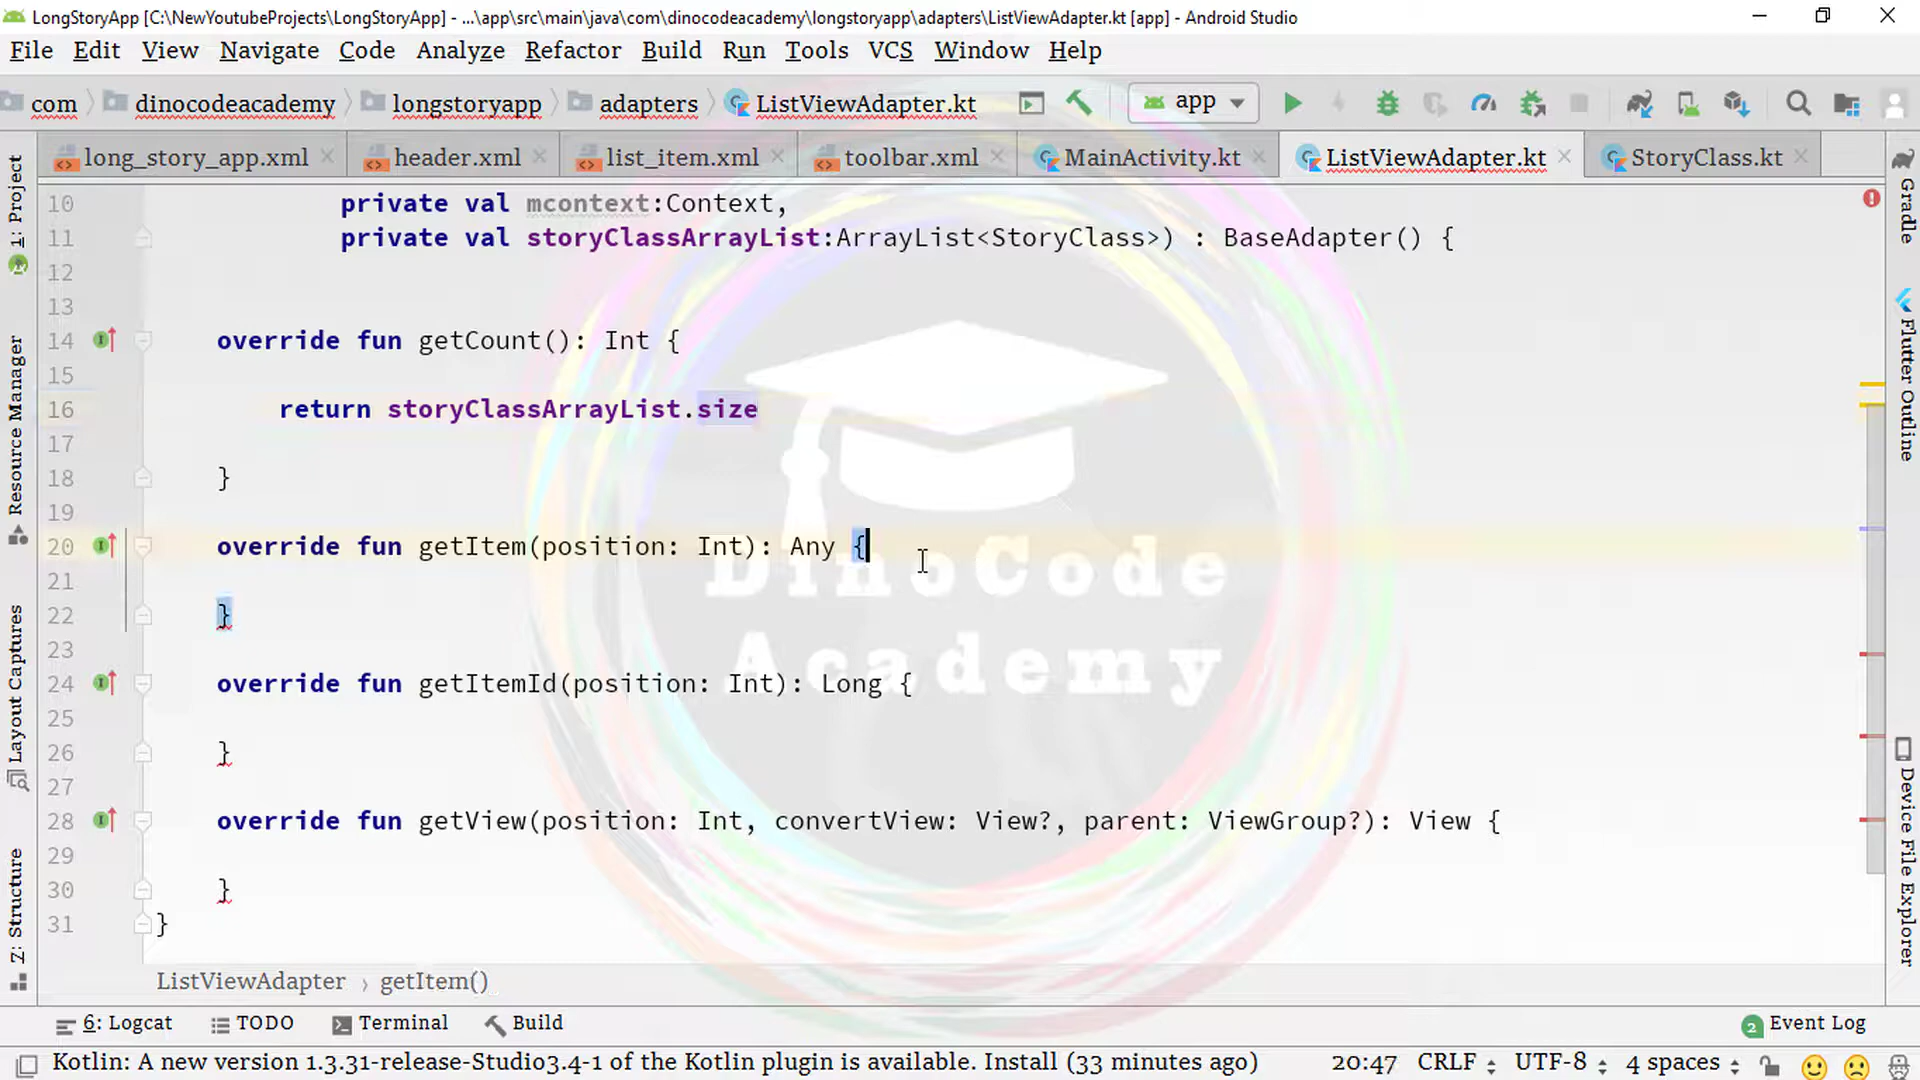 LongStoryApp [C:\NewYoutubeProjects\LongStoryApp] - ...\app\src\main\java\com\dinocodeacademy\longstoryapp\adapters\ListViewAdapter.kt [app] - Android Studio
File Edit View Navigate Code Analyze Refactor Build Run Tools VCS Window Help
com dinocodeacademy longstoryapp adapters ListViewAdapter.kt app
long_story_app.xml header.xml list_item.xml toolbar.xml MainActivity.kt ListViewAdapter.kt StoryClass.kt
1: Project
Resource Manager
Layout Captures
Z: Structure
10 private val mcontext:Context,
11 private val storyClassArrayList:ArrayList<StoryClass>) : BaseAdapter() {
12
13
14 override fun getCount(): Int {
15
16 return storyClassArrayList.size
17
18 }
19
20 override fun getItem(position: Int): Any {
21
22 }
23
24 override fun getItemId(position: Int): Long {
25
26 }
27
28 override fun getView(position: Int, convertView: View?, parent: ViewGroup?): View {
29
30 }
31 }
DinoCode
Academy
Gradle
Flutter Outline
Device File Explorer
ListViewAdapter › getItem()
6: Logcat TODO Terminal Build 2 Event Log
Kotlin: A new version 1.3.31-release-Studio3.4-1 of the Kotlin plugin is available. Install (33 minutes ago) 20:47 CRLF UTF-8 4 spaces